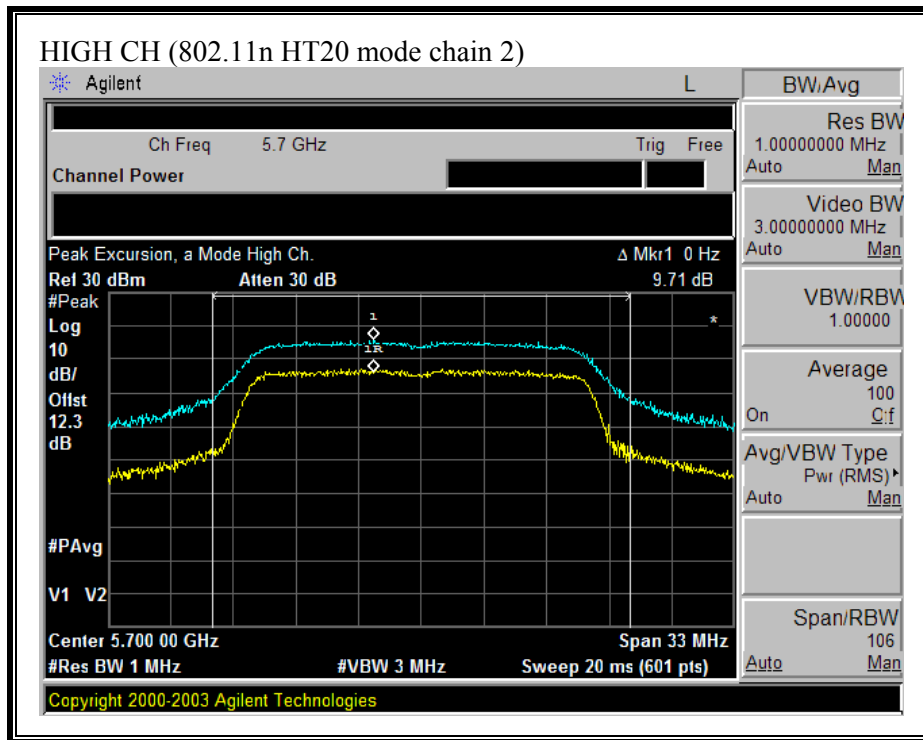 HIGH CH (802.11n HT20 mode chain 2)
Agilent L
BW/Avg
Ch Freq 5.7 GHz Trig Free
Channel Power
Res BW
1.00000000 MHz
Auto Man
Video BW
3.00000000 MHz
Auto Man
Peak Excursion, a Mode High Ch. Δ Mkr1 0 Hz
Ref 30 dBm Atten 30 dB 9.71 dB
#Peak
Log
10
dB/
Offst
12.3
dB
1
1R
*
#PAvg
V1 V2
VBW/RBW
1.00000
Average
100
On Off
Avg/VBW Type
Pwr (RMS)
Auto Man
Span/RBW
106
Auto Man
Center 5.700 00 GHz Span 33 MHz
#Res BW 1 MHz #VBW 3 MHz Sweep 20 ms (601 pts)
Copyright 2000-2003 Agilent Technologies